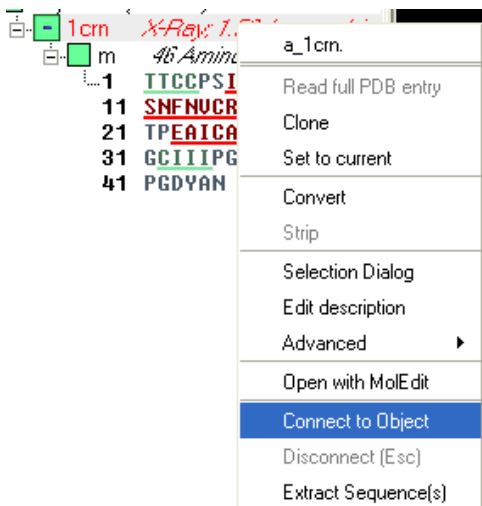 1crn X-Ray; 1.
m 46 Amino
1 TTCCPSI
11 SNFNVCR
21 TPEAICA
31 GCIIIPG
41 PGDYAN
a_1crn.
Read full PDB entry
Clone
Set to current
Convert
Strip
Selection Dialog
Edit description
Advanced
Open with MolEdit
Connect to Object
Disconnect (Esc)
Extract Sequence(s)